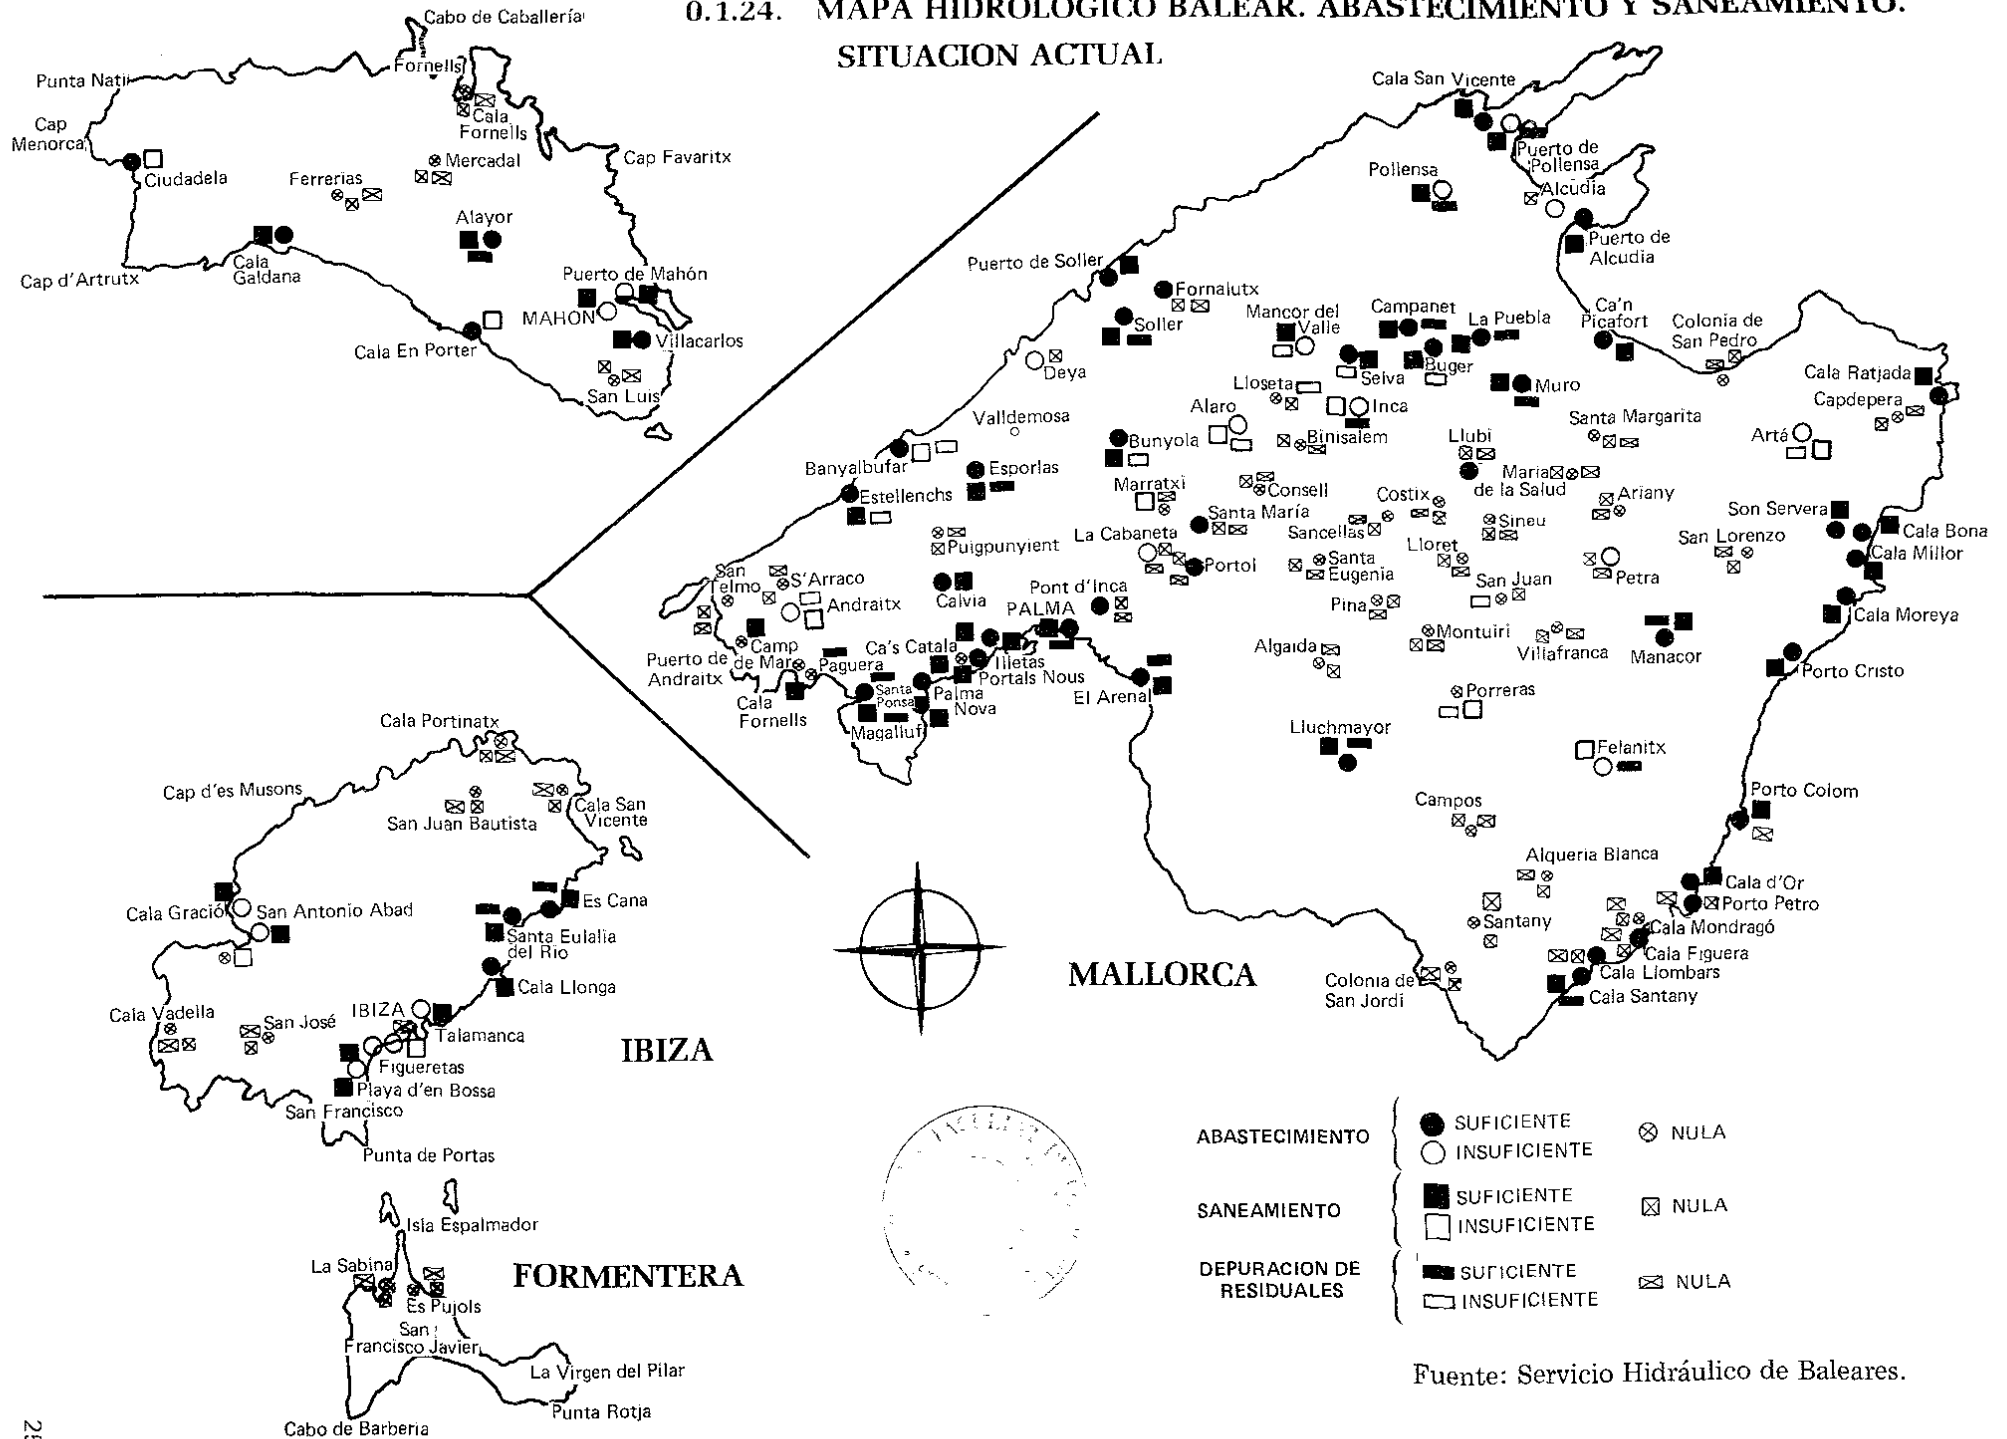 0.1.24. MAPA HIDROLOGICO BALEAR. ABASTECIMIENTO Y SANEAMIENTO.
SITUACION ACTUAL
Cabo de Caballería
Fornells
Punta Nati
Cap
Menorca
Cala
Fornells
Mercadal
Cap Favaritx
Ciudadela
Ferrerias
Alayor
Cala
Galdana
Cap d'Artrutx
Puerto de Mahón
MAHON
Villacarlos
Cala En Porter
San Luis
Cala San Vicente
Puerto de
Pollensa
Pollensa
Alcudia
Puerto de
Alcudia
Puerto de Soller
Fornalutx
Soller
Mancor del
Valle
Campanet
La Puebla
Ca'n
Picafort
Colonia de
San Pedro
Deya
Selva
Buger
Cala Ratjada
Lloseta
Muro
Capdepera
Alaro
Inca
Valldemosa
Santa Margarita
Bunyola
Binisalem
Llubi
Artá
Banyalbufar
Esporlas
Maria
de la Salud
Estellenchs
Marratxi
Consell
Costix
Ariany
Son Servera
Santa María
Sancellas
Sineu
Cala Bona
Puigpunyient
La Cabaneta
Lloret
San Lorenzo
Cala Millor
Portol
Santa
Eugenia
Petra
San
Telmo
S'Arraco
Calvia
Pont d'Inca
San Juan
Andraitx
PALMA
Pina
Cala Moreya
Camp
de Mar
Ca's Catala
Illetas
Algaida
Montuiri
Villafranca
Manacor
Puerto de
Andraitx
Paguera
Portals Nous
Porto Cristo
Santa
Ponsa
Palma
Nova
El Arenal
Porreras
Cala
Fornells
Magalluf
Lluchmayor
Felanitx
Cala Portinatx
Cap d'es Musons
Porto Colom
San Juan Bautista
Cala San
Vicente
Campos
Alqueria Blanca
Cala d'Or
Cala Gració
San Antonio Abad
Es Cana
Porto Petro
Santa Eulalia
del Rio
Santany
Cala Mondragó
Cala Figuera
Cala Llombars
Cala Santany
Cala Llonga
MALLORCA
Colonia de
San Jordi
Cala Vadella
San José
IBIZA
Talamanca
IBIZA
Figueretas
Playa d'en Bossa
San Francisco
Punta de Portas
ABASTECIMIENTO
SUFICIENTE
INSUFICIENTE
NULA
SANEAMIENTO
SUFICIENTE
INSUFICIENTE
NULA
DEPURACION DE
RESIDUALES
SUFICIENTE
INSUFICIENTE
NULA
Isla Espalmador
La Sabina
FORMENTERA
Es Pujols
San
Francisco Javier
La Virgen del Pilar
Punta Rotja
Cabo de Barberia
Fuente: Servicio Hidráulico de Baleares.